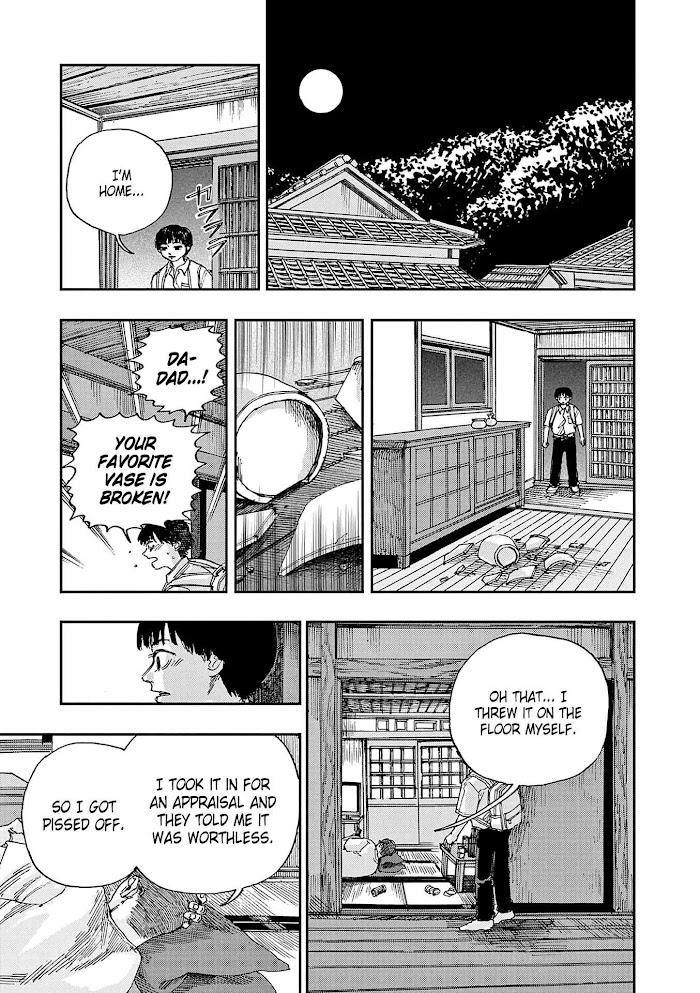 I'M
HOME...
ガララ
DA-
DAD...!
YOUR
FAVORITE
VASE IS
BROKEN!
OH THAT... I
THREW IT ON THE
FLOOR MYSELF.
I TOOK IT IN FOR
AN APPRAISAL AND
THEY TOLD ME IT
WAS WORTHLESS.
SO I GOT
PISSED OFF.